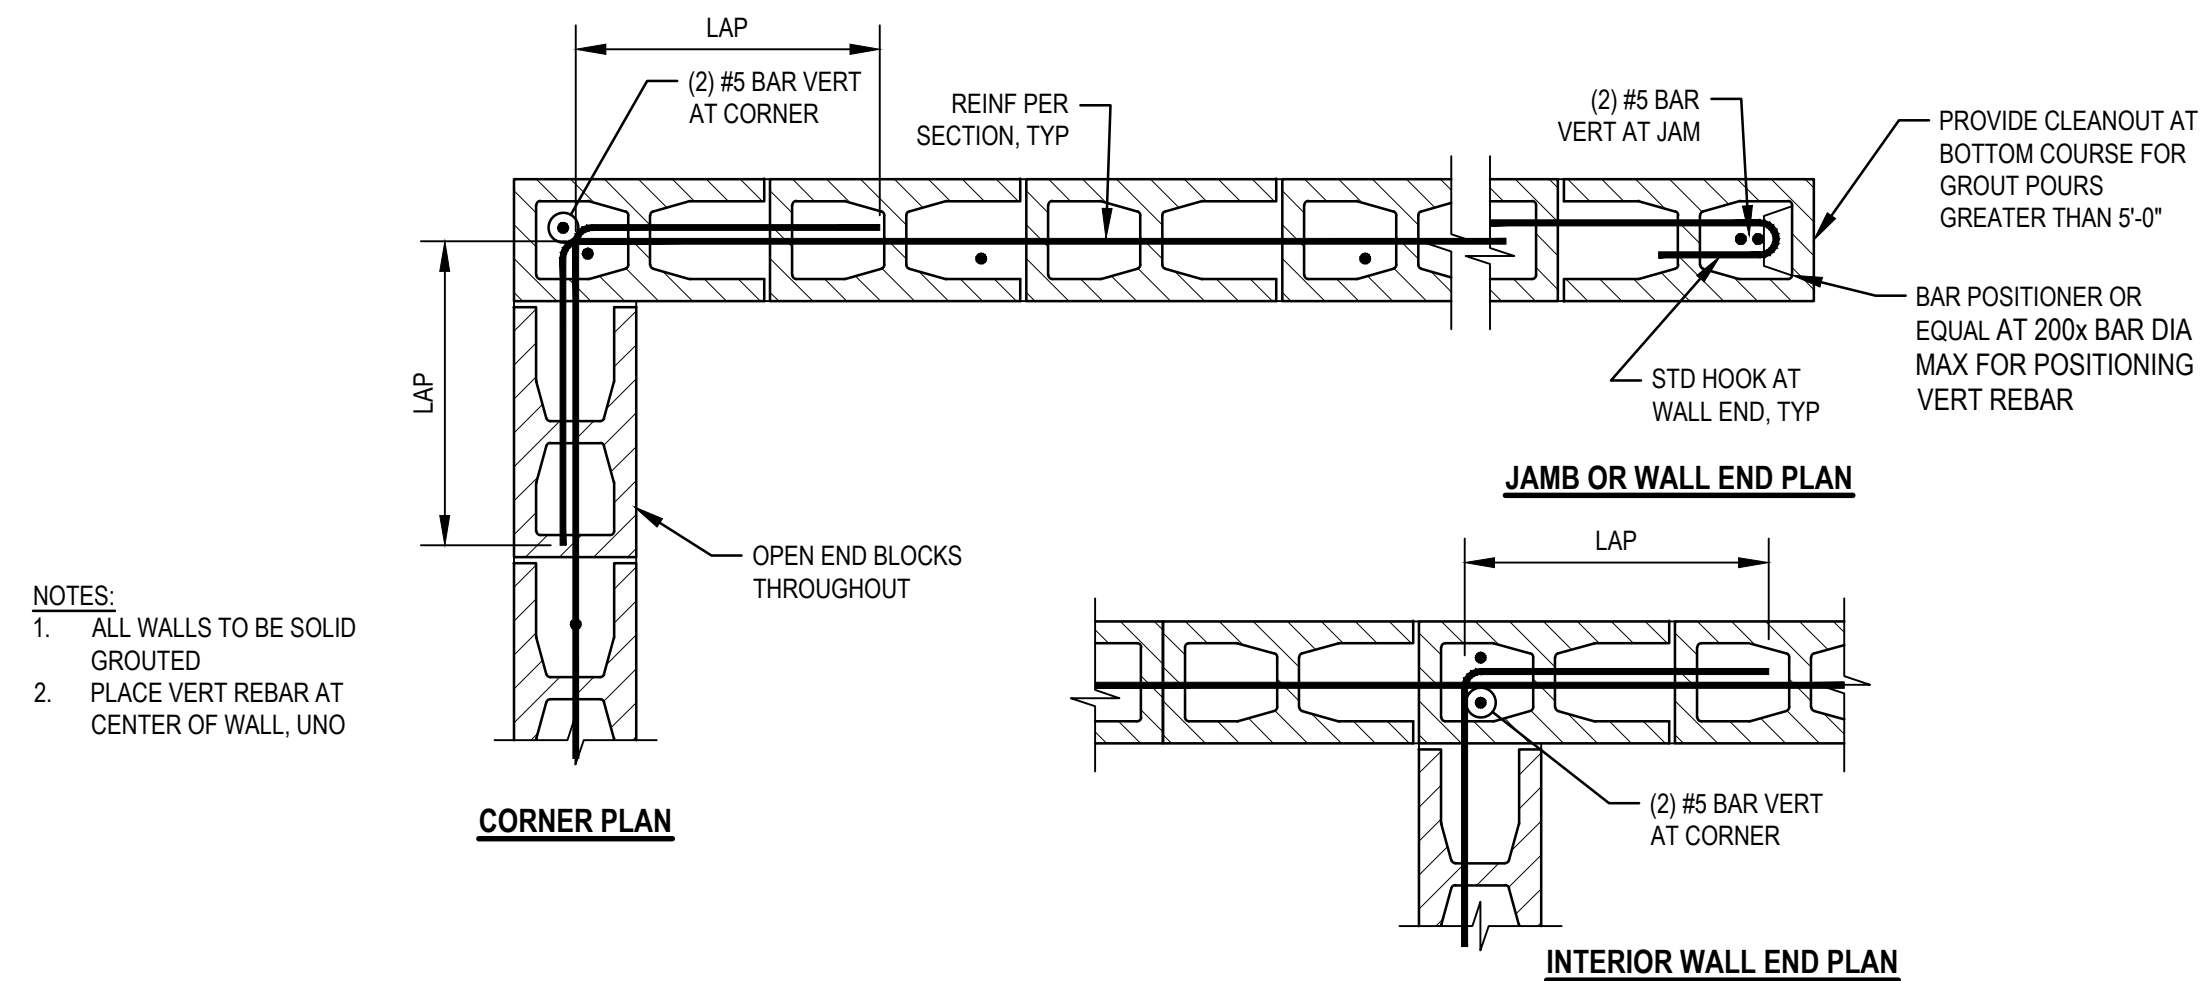 LAP
(2) #5 BAR VERT
AT CORNER
REINF PER
SECTION, TYP
(2) #5 BAR
VERT AT JAM
PROVIDE CLEANOUT AT
BOTTOM COURSE FOR
GROUT POURS
GREATER THAN 5'-0"
BAR POSITIONER OR
EQUAL AT 200x BAR DIA
MAX FOR POSITIONING
VERT REBAR
STD HOOK AT
WALL END, TYP
JAMB OR WALL END PLAN
LAP
OPEN END BLOCKS
THROUGHOUT
NOTES:
1. ALL WALLS TO BE SOLID
GROUTED
2. PLACE VERT REBAR AT
CENTER OF WALL, UNO
CORNER PLAN
LAP
(2) #5 BAR VERT
AT CORNER
INTERIOR WALL END PLAN